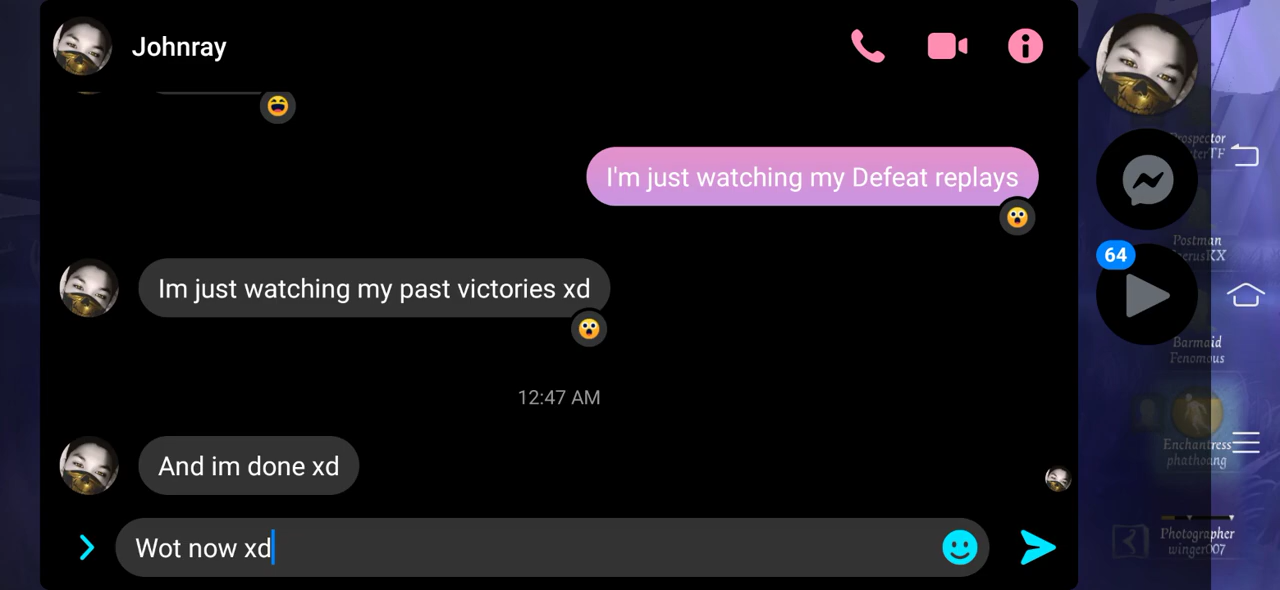 Johnray
I'm just watching my Defeat replays
Im just watching my past victories xd
12:47 AM
And im done xd
Wot now xd
64
Prospector
Postman
Barmaid
Fenomous
Enchantress
phathoang
Photographer
winger007